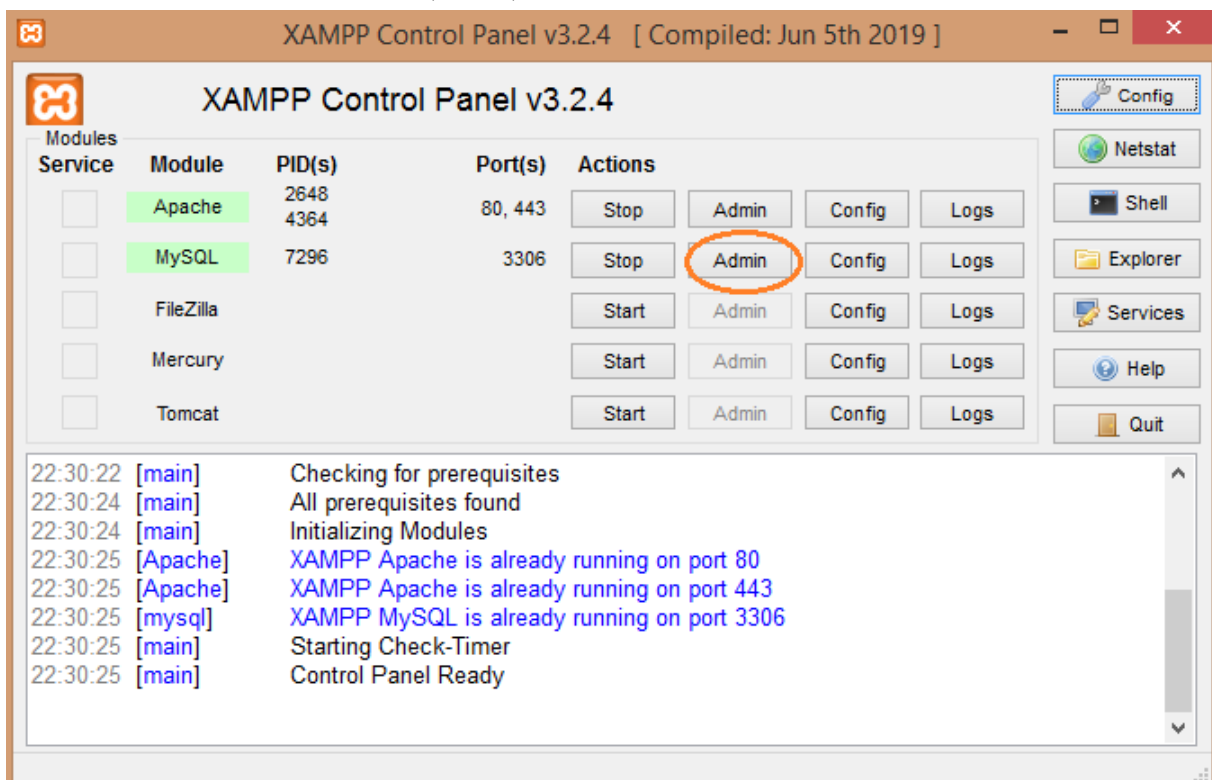 XAMPP Control Panel v3.2.4 [ Compiled: Jun 5th 2019 ]
XAMPP Control Panel v3.2.4
Config
Modules
Netstat
Service Module PID(s) Port(s) Actions
Apache 2648 4364 80, 443 Stop Admin Config Logs
Shell
MySQL 7296 3306 Stop Admin Config Logs
Explorer
FileZilla Start Admin Config Logs
Services
Mercury Start Admin Config Logs
Help
Tomcat Start Admin Config Logs
Quit
22:30:22 [main] Checking for prerequisites
22:30:24 [main] All prerequisites found
22:30:24 [main] Initializing Modules
22:30:25 [Apache] XAMPP Apache is already running on port 80
22:30:25 [Apache] XAMPP Apache is already running on port 443
22:30:25 [mysql] XAMPP MySQL is already running on port 3306
22:30:25 [main] Starting Check-Timer
22:30:25 [main] Control Panel Ready